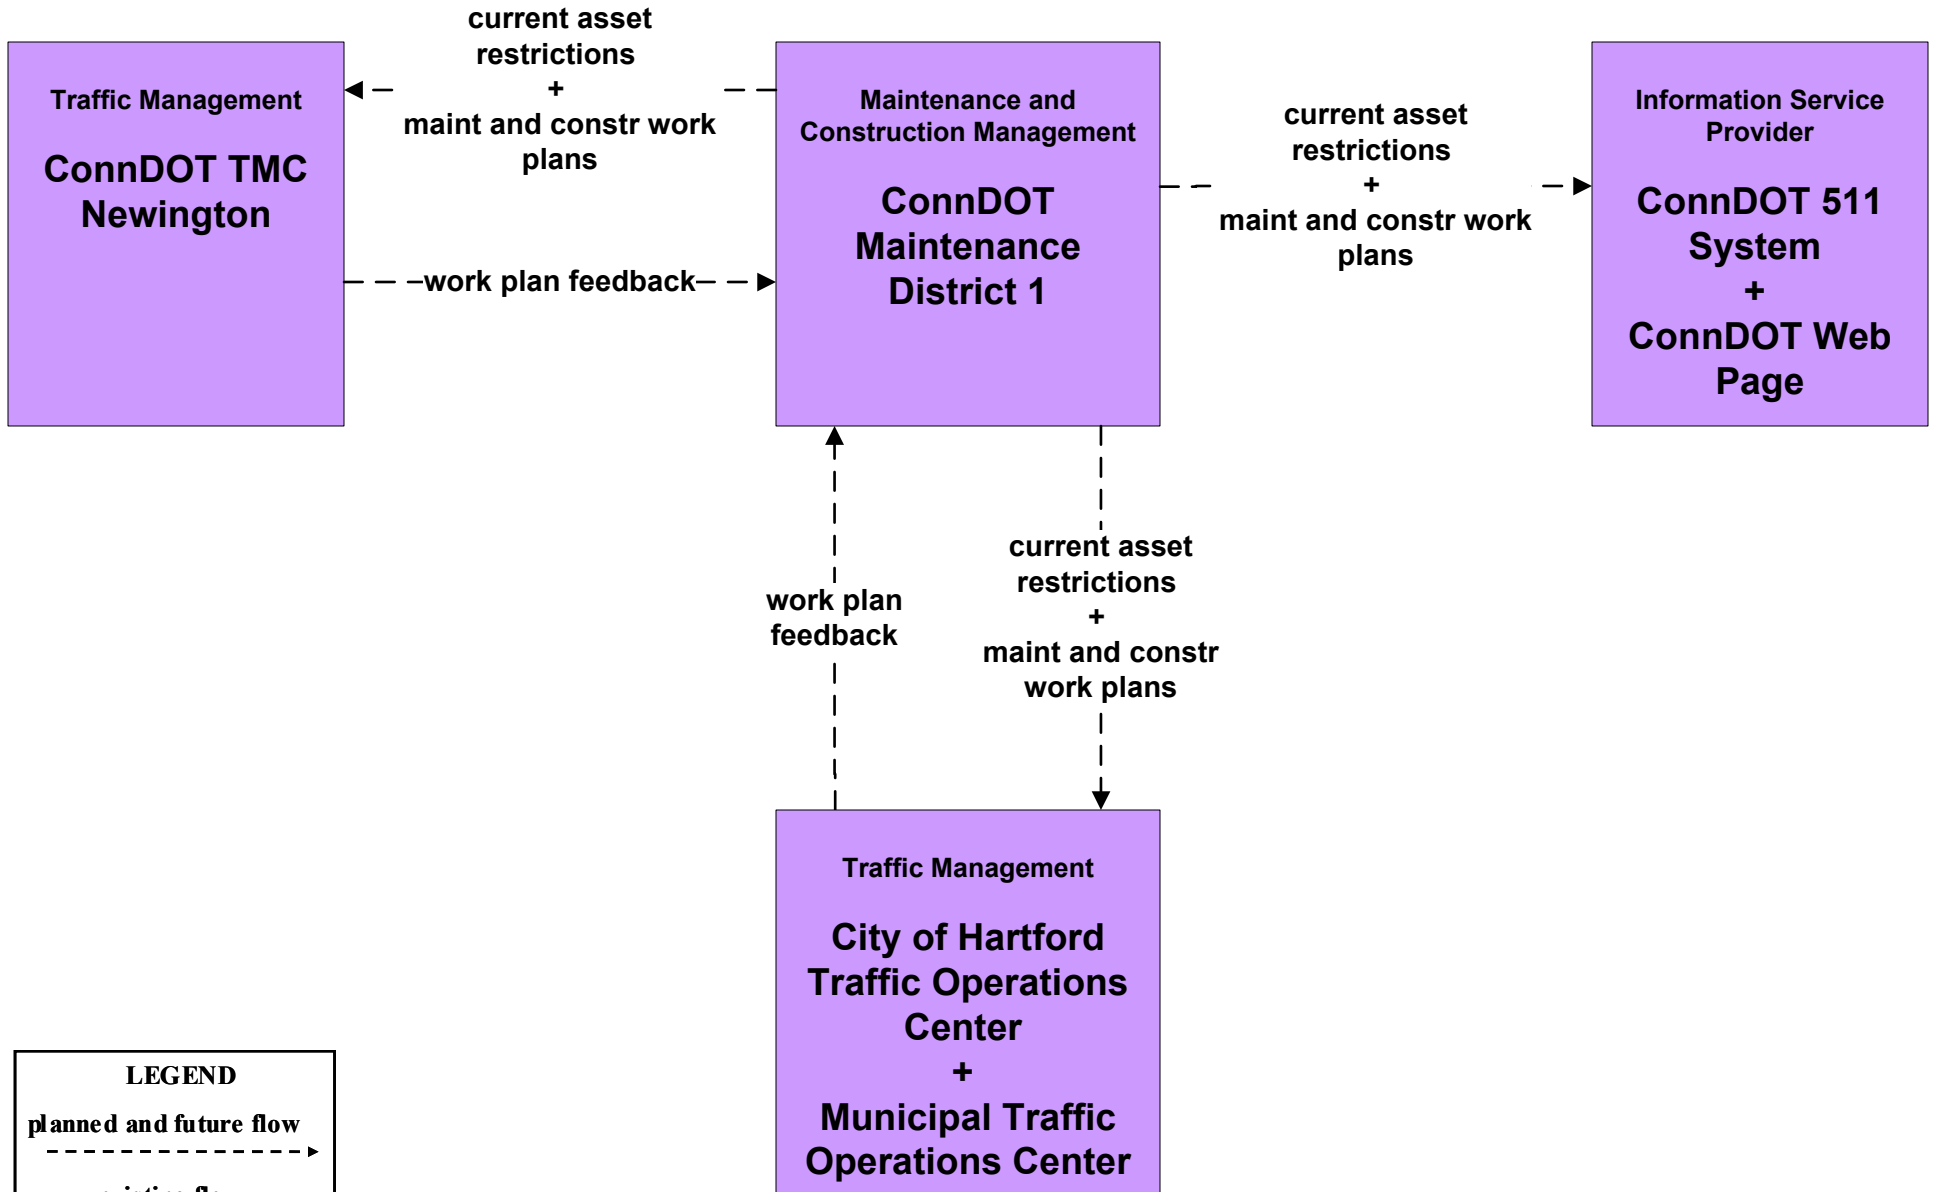 current asset
restrictions
+
maint and constr work
plans
Traffic Management
ConnDOT TMC
Newington
work plan feedback
Maintenance and
Construction Management
ConnDOT
Maintenance
District 1
current asset
restrictions
+
maint and constr work
plans
Information Service
Provider
ConnDOT 511
System
+
ConnDOT Web
Page
work plan
feedback
current asset
restrictions
+
maint and constr
work plans
Traffic Management
City of Hartford
Traffic Operations
Center
+
Municipal Traffic
Operations Center
LEGEND
planned and future flow